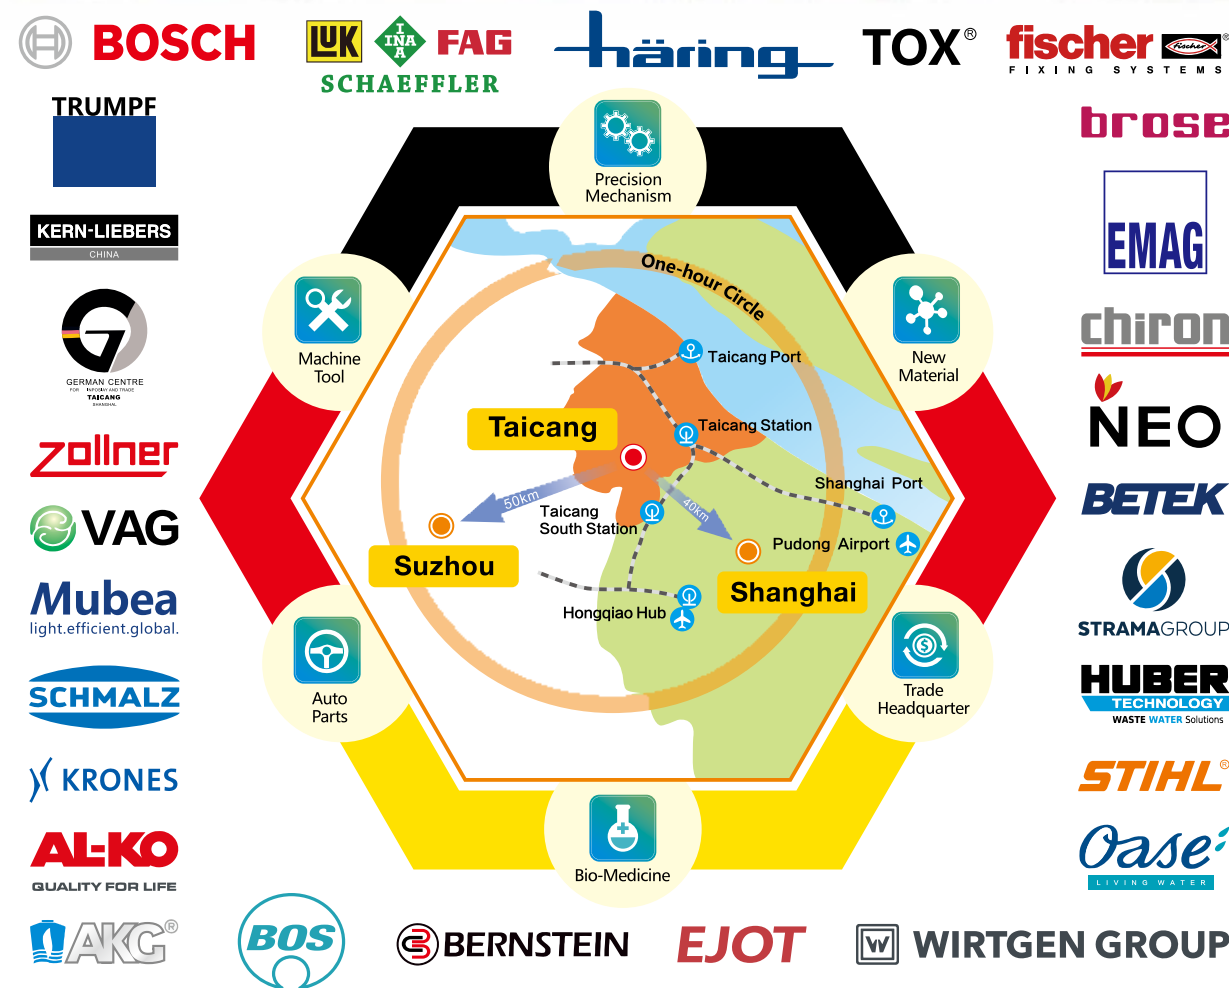 BOSCH
LUK
INA
FAG
SCHAEFFLER
häring
TOX®
fischer
fischer
®
FIXING SYSTEMS
TRUMPF
brose
KERN-LIEBERS
CHINA
EMAG
GERMAN CENTRE
TAICANG
SHANGHAI
chiron
zollner
NEO
VAG
BETEK
Mubea
light.efficient.global.
STRAMAGROUP
SCHMALZ
HUBER
TECHNOLOGY
WASTE WATER Solutions
KRONES
STIHL®
AL-KO
QUALITY FOR LIFE
Oase
LIVING WATER
AKG®
BOS
BERNSTEIN
EJOT
W
WIRTGEN GROUP
Precision
Mechanism
Machine
Tool
New
Material
Auto
Parts
Trade
Headquarter
Bio-Medicine
One-hour Circle
Taicang Port
Taicang
Taicang Station
50km
40km
Shanghai Port
Taicang
South Station
Pudong Airport
Suzhou
Shanghai
Hongqiao Hub